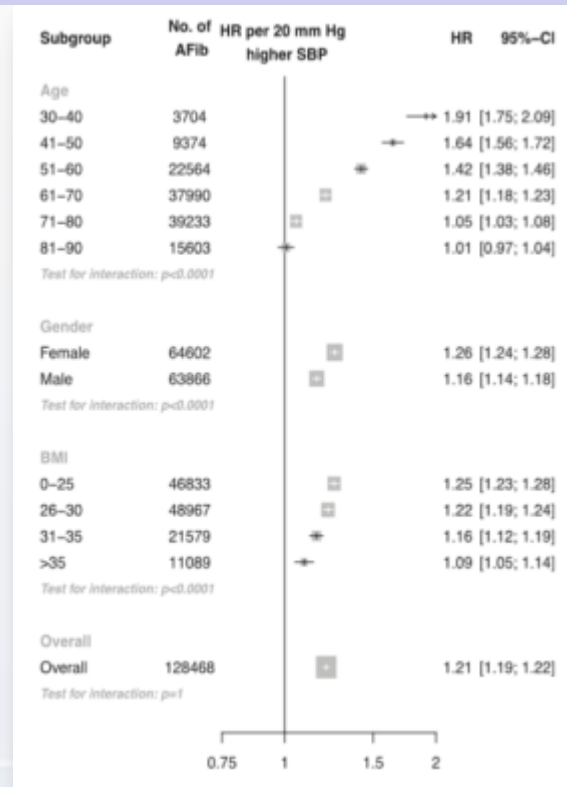 Subgroup No. of AFib HR per 20 mm Hg higher SBP HR 95%–CI
Age
30–40 3704 1.91 [1.75; 2.09]
41–50 9374 1.64 [1.56; 1.72]
51–60 22564 1.42 [1.38; 1.46]
61–70 37990 1.21 [1.18; 1.23]
71–80 39233 1.05 [1.03; 1.08]
81–90 15603 1.01 [0.97; 1.04]
Test for interaction: p<0.0001
Gender
Female 64602 1.26 [1.24; 1.28]
Male 63866 1.16 [1.14; 1.18]
Test for interaction: p<0.0001
BMI
0–25 46833 1.25 [1.23; 1.28]
26–30 48967 1.22 [1.19; 1.24]
31–35 21579 1.16 [1.12; 1.19]
>35 11089 1.09 [1.05; 1.14]
Test for interaction: p<0.0001
Overall
Overall 128468 1.21 [1.19; 1.22]
Test for interaction: p=1
0.75 1 1.5 2